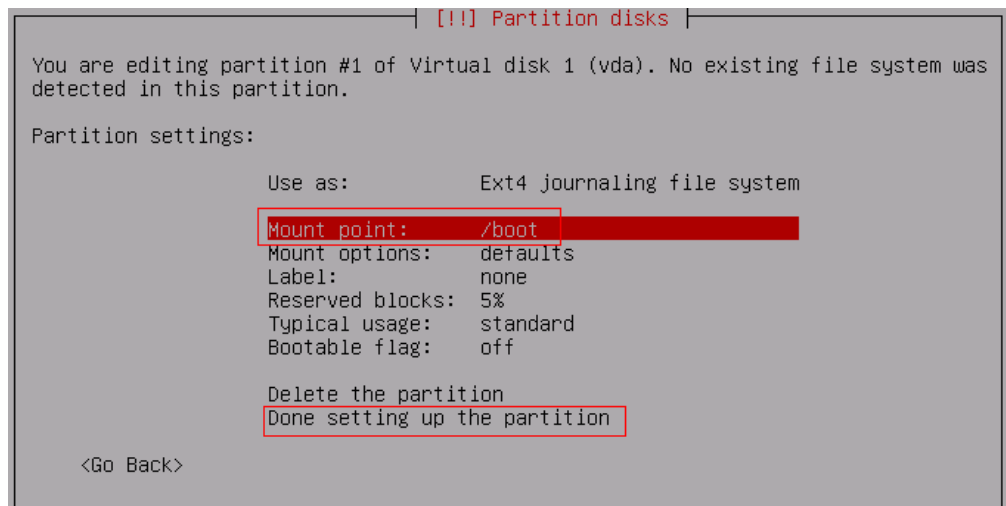 [!!] Partition disks
You are editing partition #1 of Virtual disk 1 (vda). No existing file system was
detected in this partition.
Partition settings:
Use as: Ext4 journaling file system
Mount point: /boot
Mount options: defaults
Label: none
Reserved blocks: 5%
Typical usage: standard
Bootable flag: off
Delete the partition
Done setting up the partition
<Go Back>